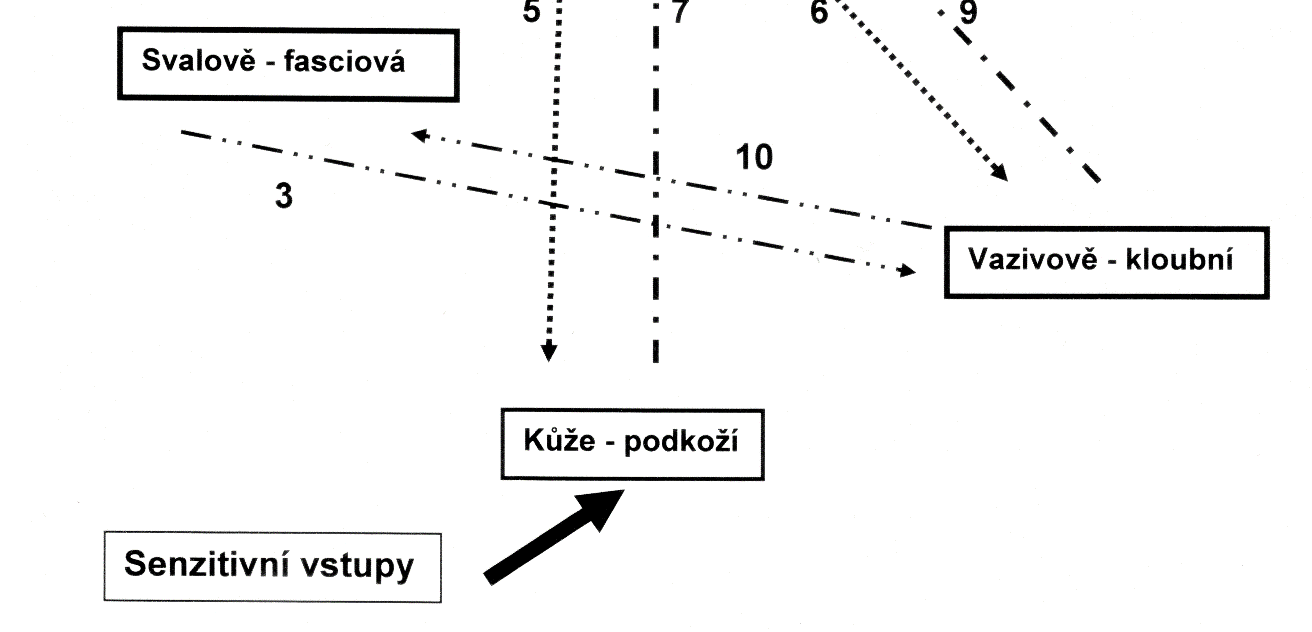 5 7 6 9
Svalově - fasciová
10
3
Vazivově - kloubní
Kůže - podkoží
Senzitivní vstupy